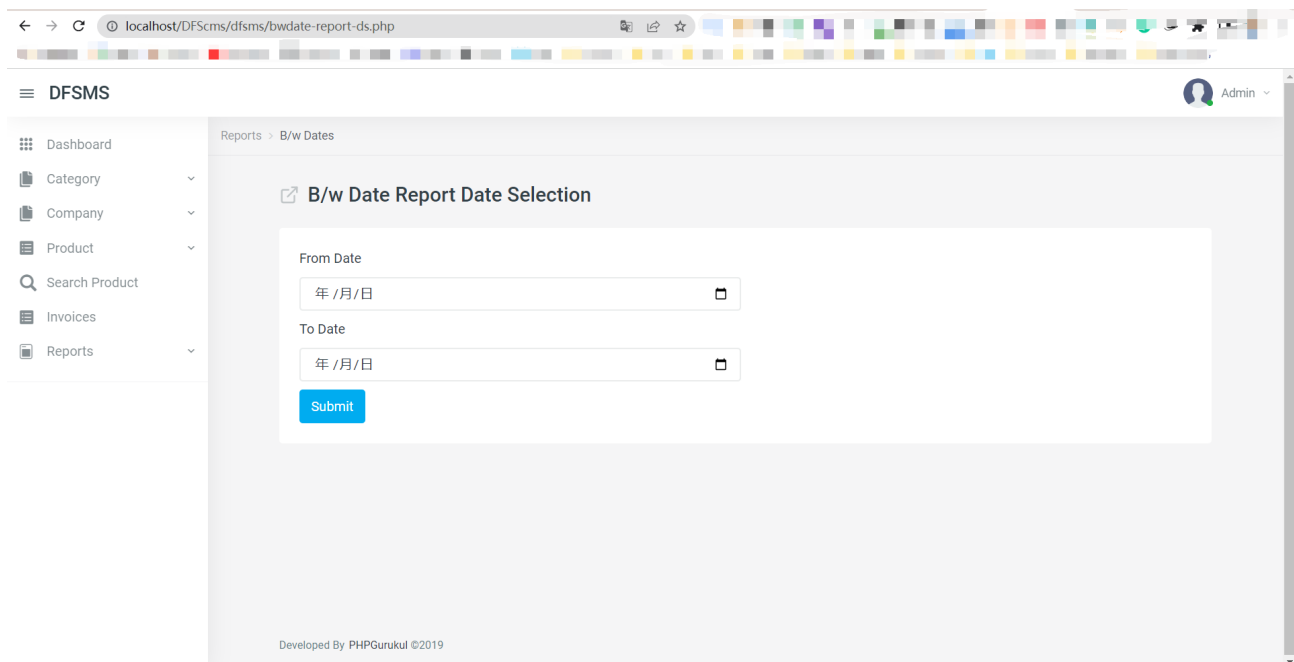 localhost/DFScms/dfsms/bwdate-report-ds.php
DFSMS
Admin
Dashboard
Category
Company
Product
Search Product
Invoices
Reports
Reports > B/w Dates
B/w Date Report Date Selection
From Date
年 /月/日
To Date
年 /月/日
Submit
Developed By PHPGurukul ©2019